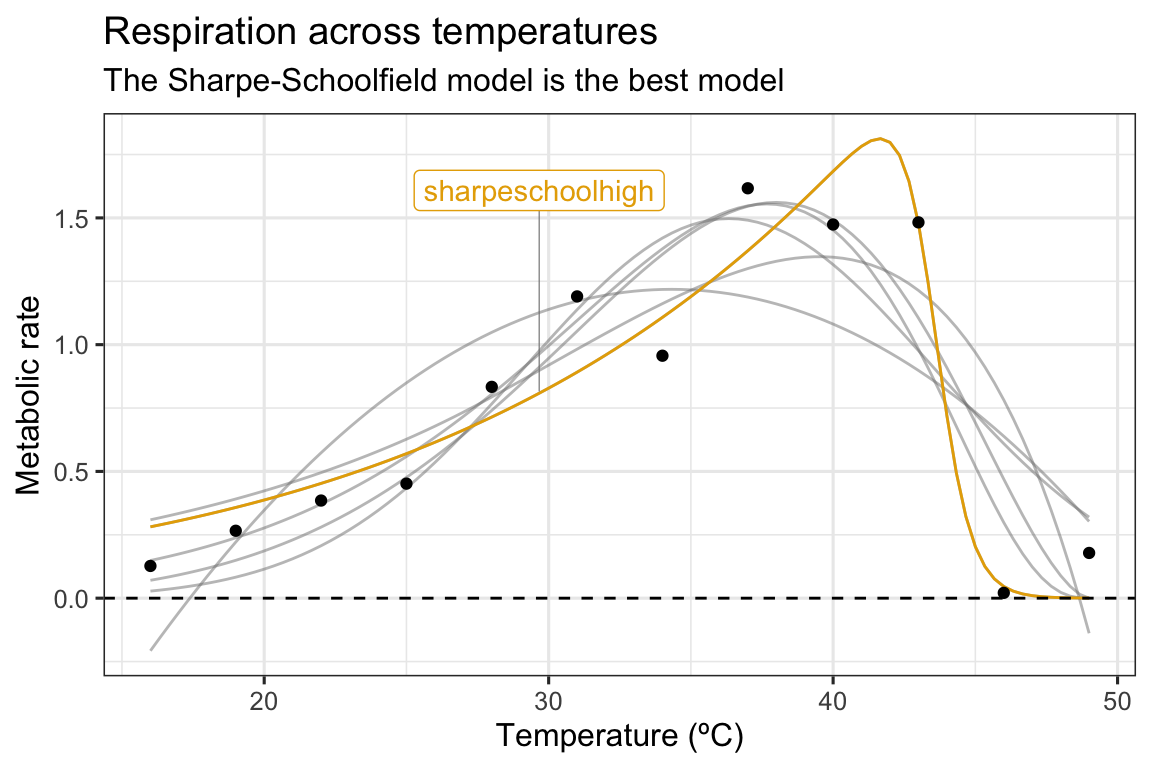 Respiration across temperatures
The Sharpe-Schoolfield model is the best model
sharpeschoolhigh
1.5
1.0
0.5
0.0
Metabolic rate
20
30
40
50
Temperature (ºC)